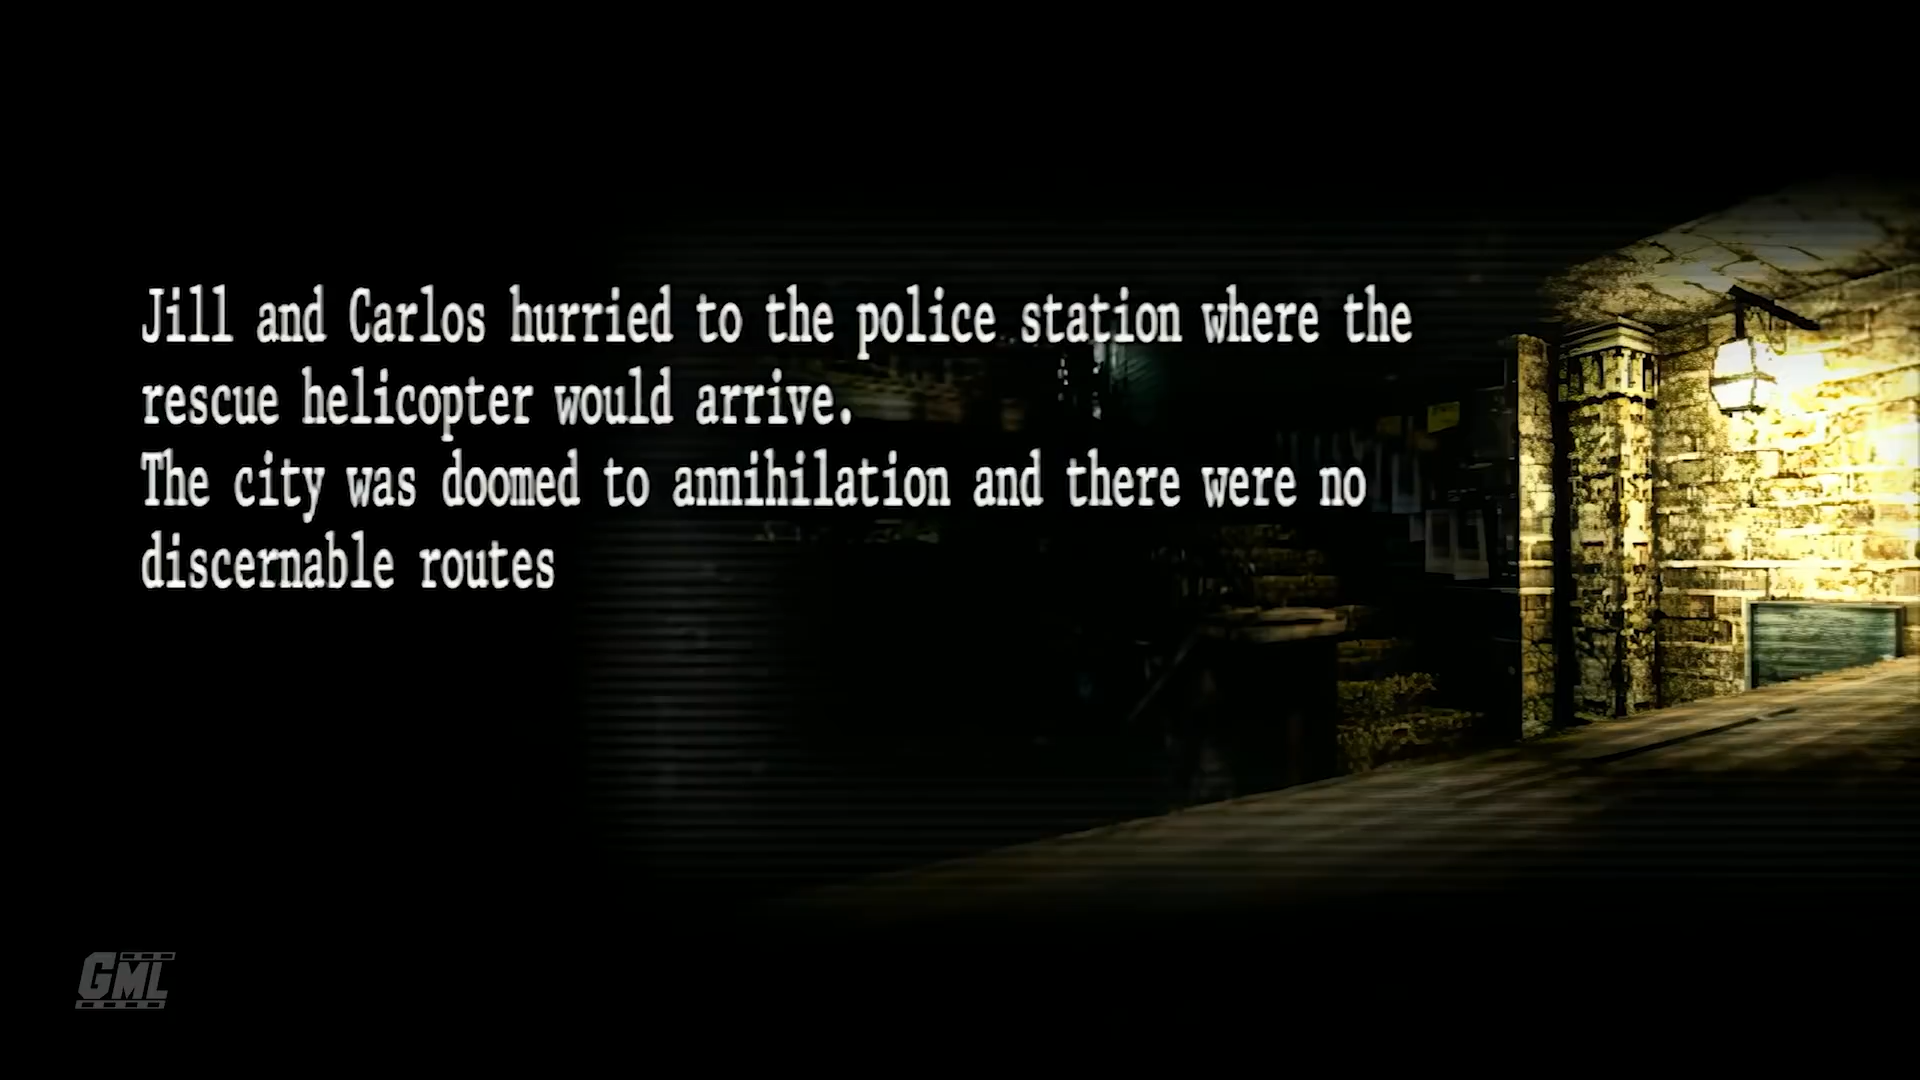 Jill and Carlos hurried to the police station where the
rescue helicopter would arrive.
The city was doomed to annihilation and there were no
discernable routes
GML